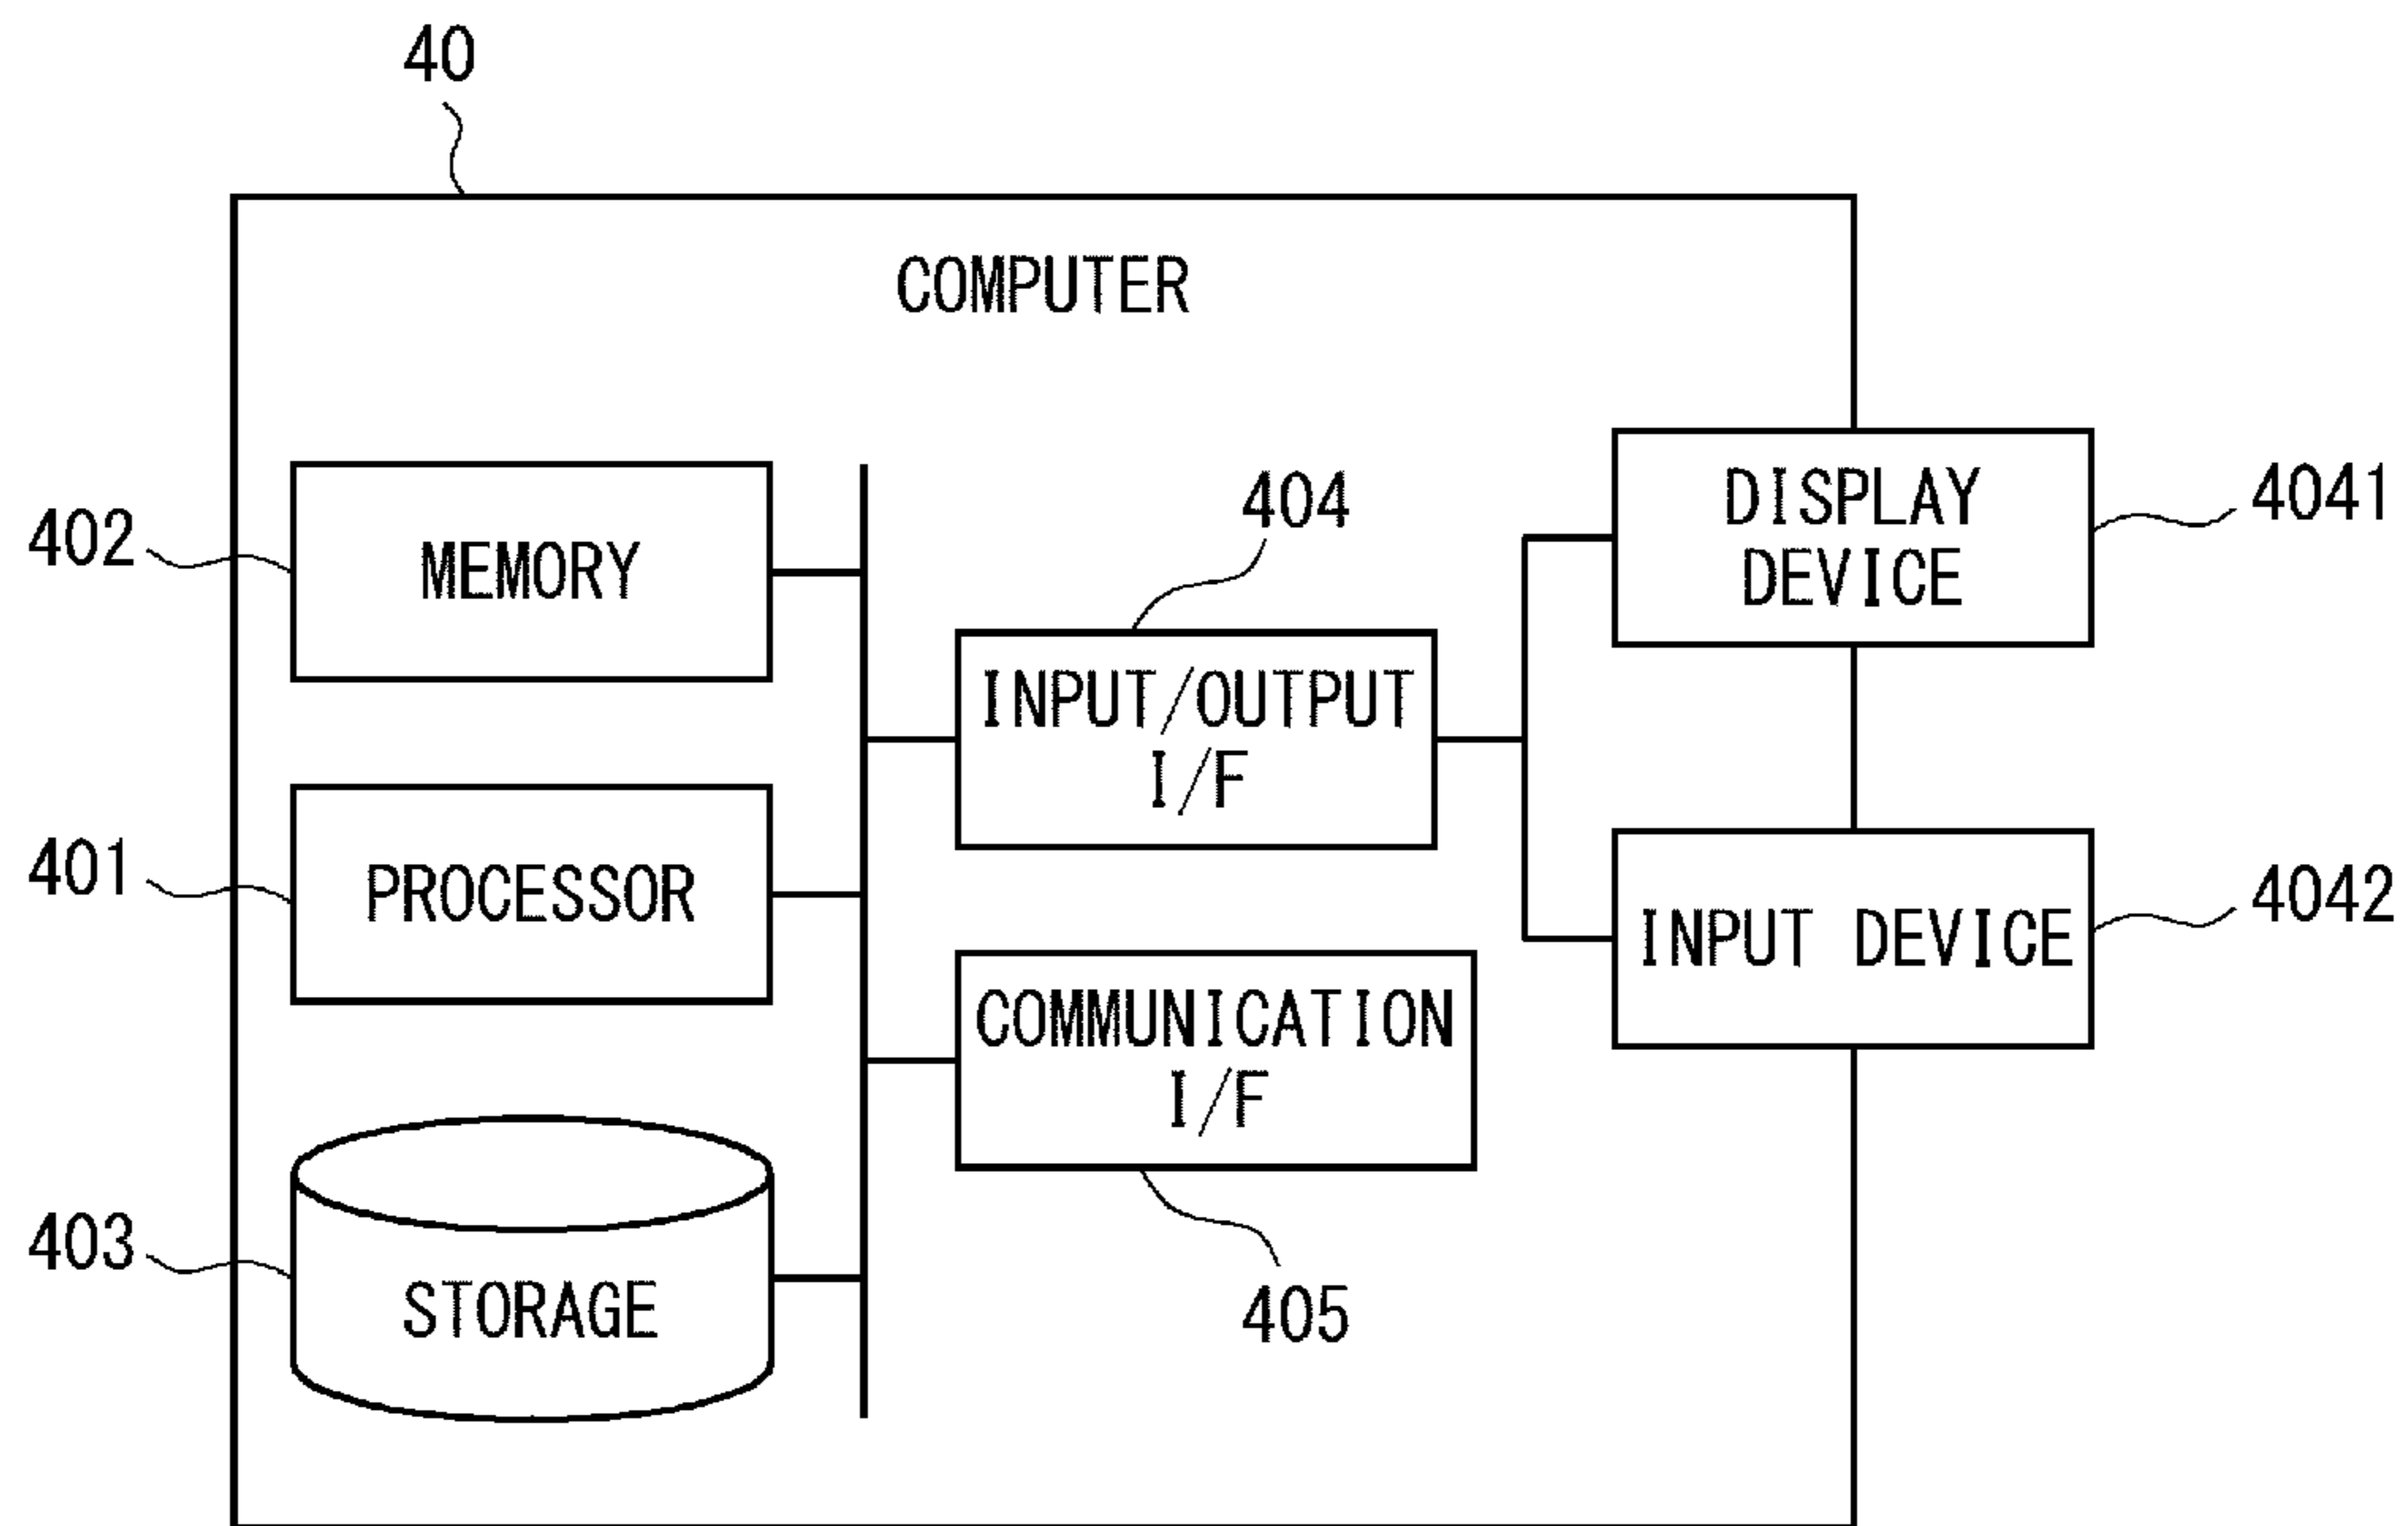 40
COMPUTER
402
MEMORY
401
PROCESSOR
403
STORAGE
404
INPUT/OUTPUT
I/F
COMMUNICATION
I/F
405
DISPLAY
DEVICE
4041
INPUT DEVICE
4042